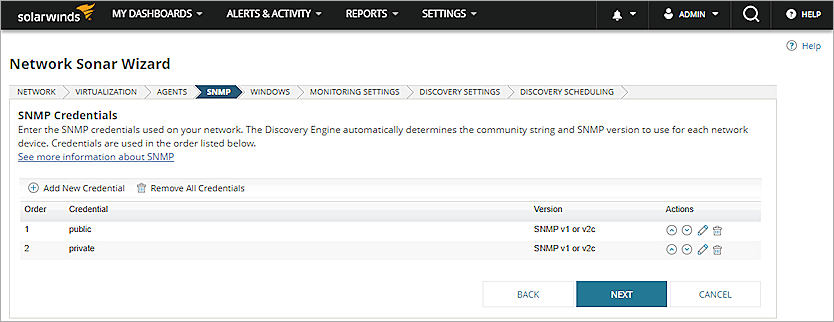 solarwinds MY DASHBOARDS ALERTS & ACTIVITY REPORTS SETTINGS ADMIN ? HELP
? Help
Network Sonar Wizard
NETWORK VIRTUALIZATION AGENTS SNMP WINDOWS MONITORING SETTINGS DISCOVERY SETTINGS DISCOVERY SCHEDULING
SNMP Credentials
Enter the SNMP credentials used on your network. The Discovery Engine automatically determines the community string and SNMP version to use for each network
device. Credentials are used in the order listed below.
See more information about SNMP
Add New Credential Remove All Credentials
Order Credential Version Actions
1 public SNMP v1 or v2c
2 private SNMP v1 or v2c
BACK NEXT CANCEL